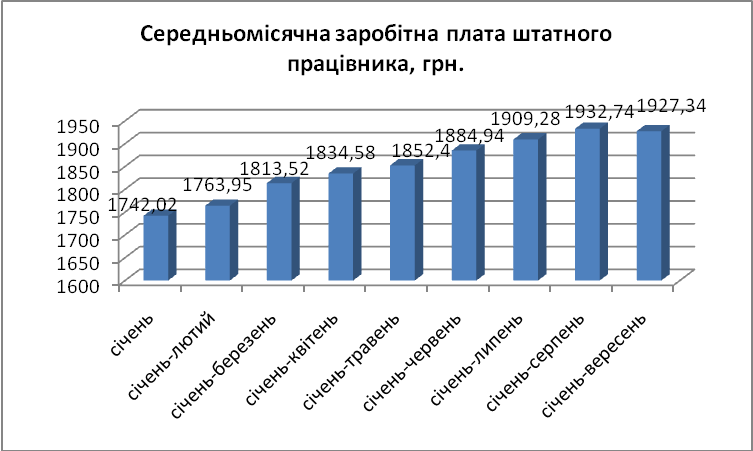 Середньомісячна заробітна плата штатного
працівника, грн.
1950
1900
1850
1800
1750
1700
1650
1600
1742,02
1763,95
1813,52
1834,58
1852,4
1884,94
1909,28
1932,74
1927,34
січень
січень-лютий
січень-березень
січень-квітень
січень-травень
січень-червень
січень-липень
січень-серпень
січень-вересень